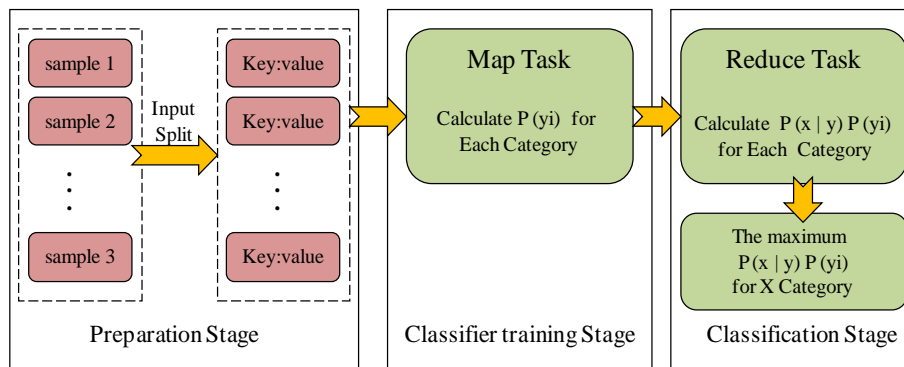 sample 1
sample 2
sample 3
Input
Split
Key:value
Key:value
Key:value
Preparation Stage
Map Task
Calculate P (yi) for
Each Category
Classifier training Stage
Reduce Task
Calculate P (x | y) P (yi)
for Each Category
The maximum
P (x | y) P (yi)
for X Category
Classification Stage